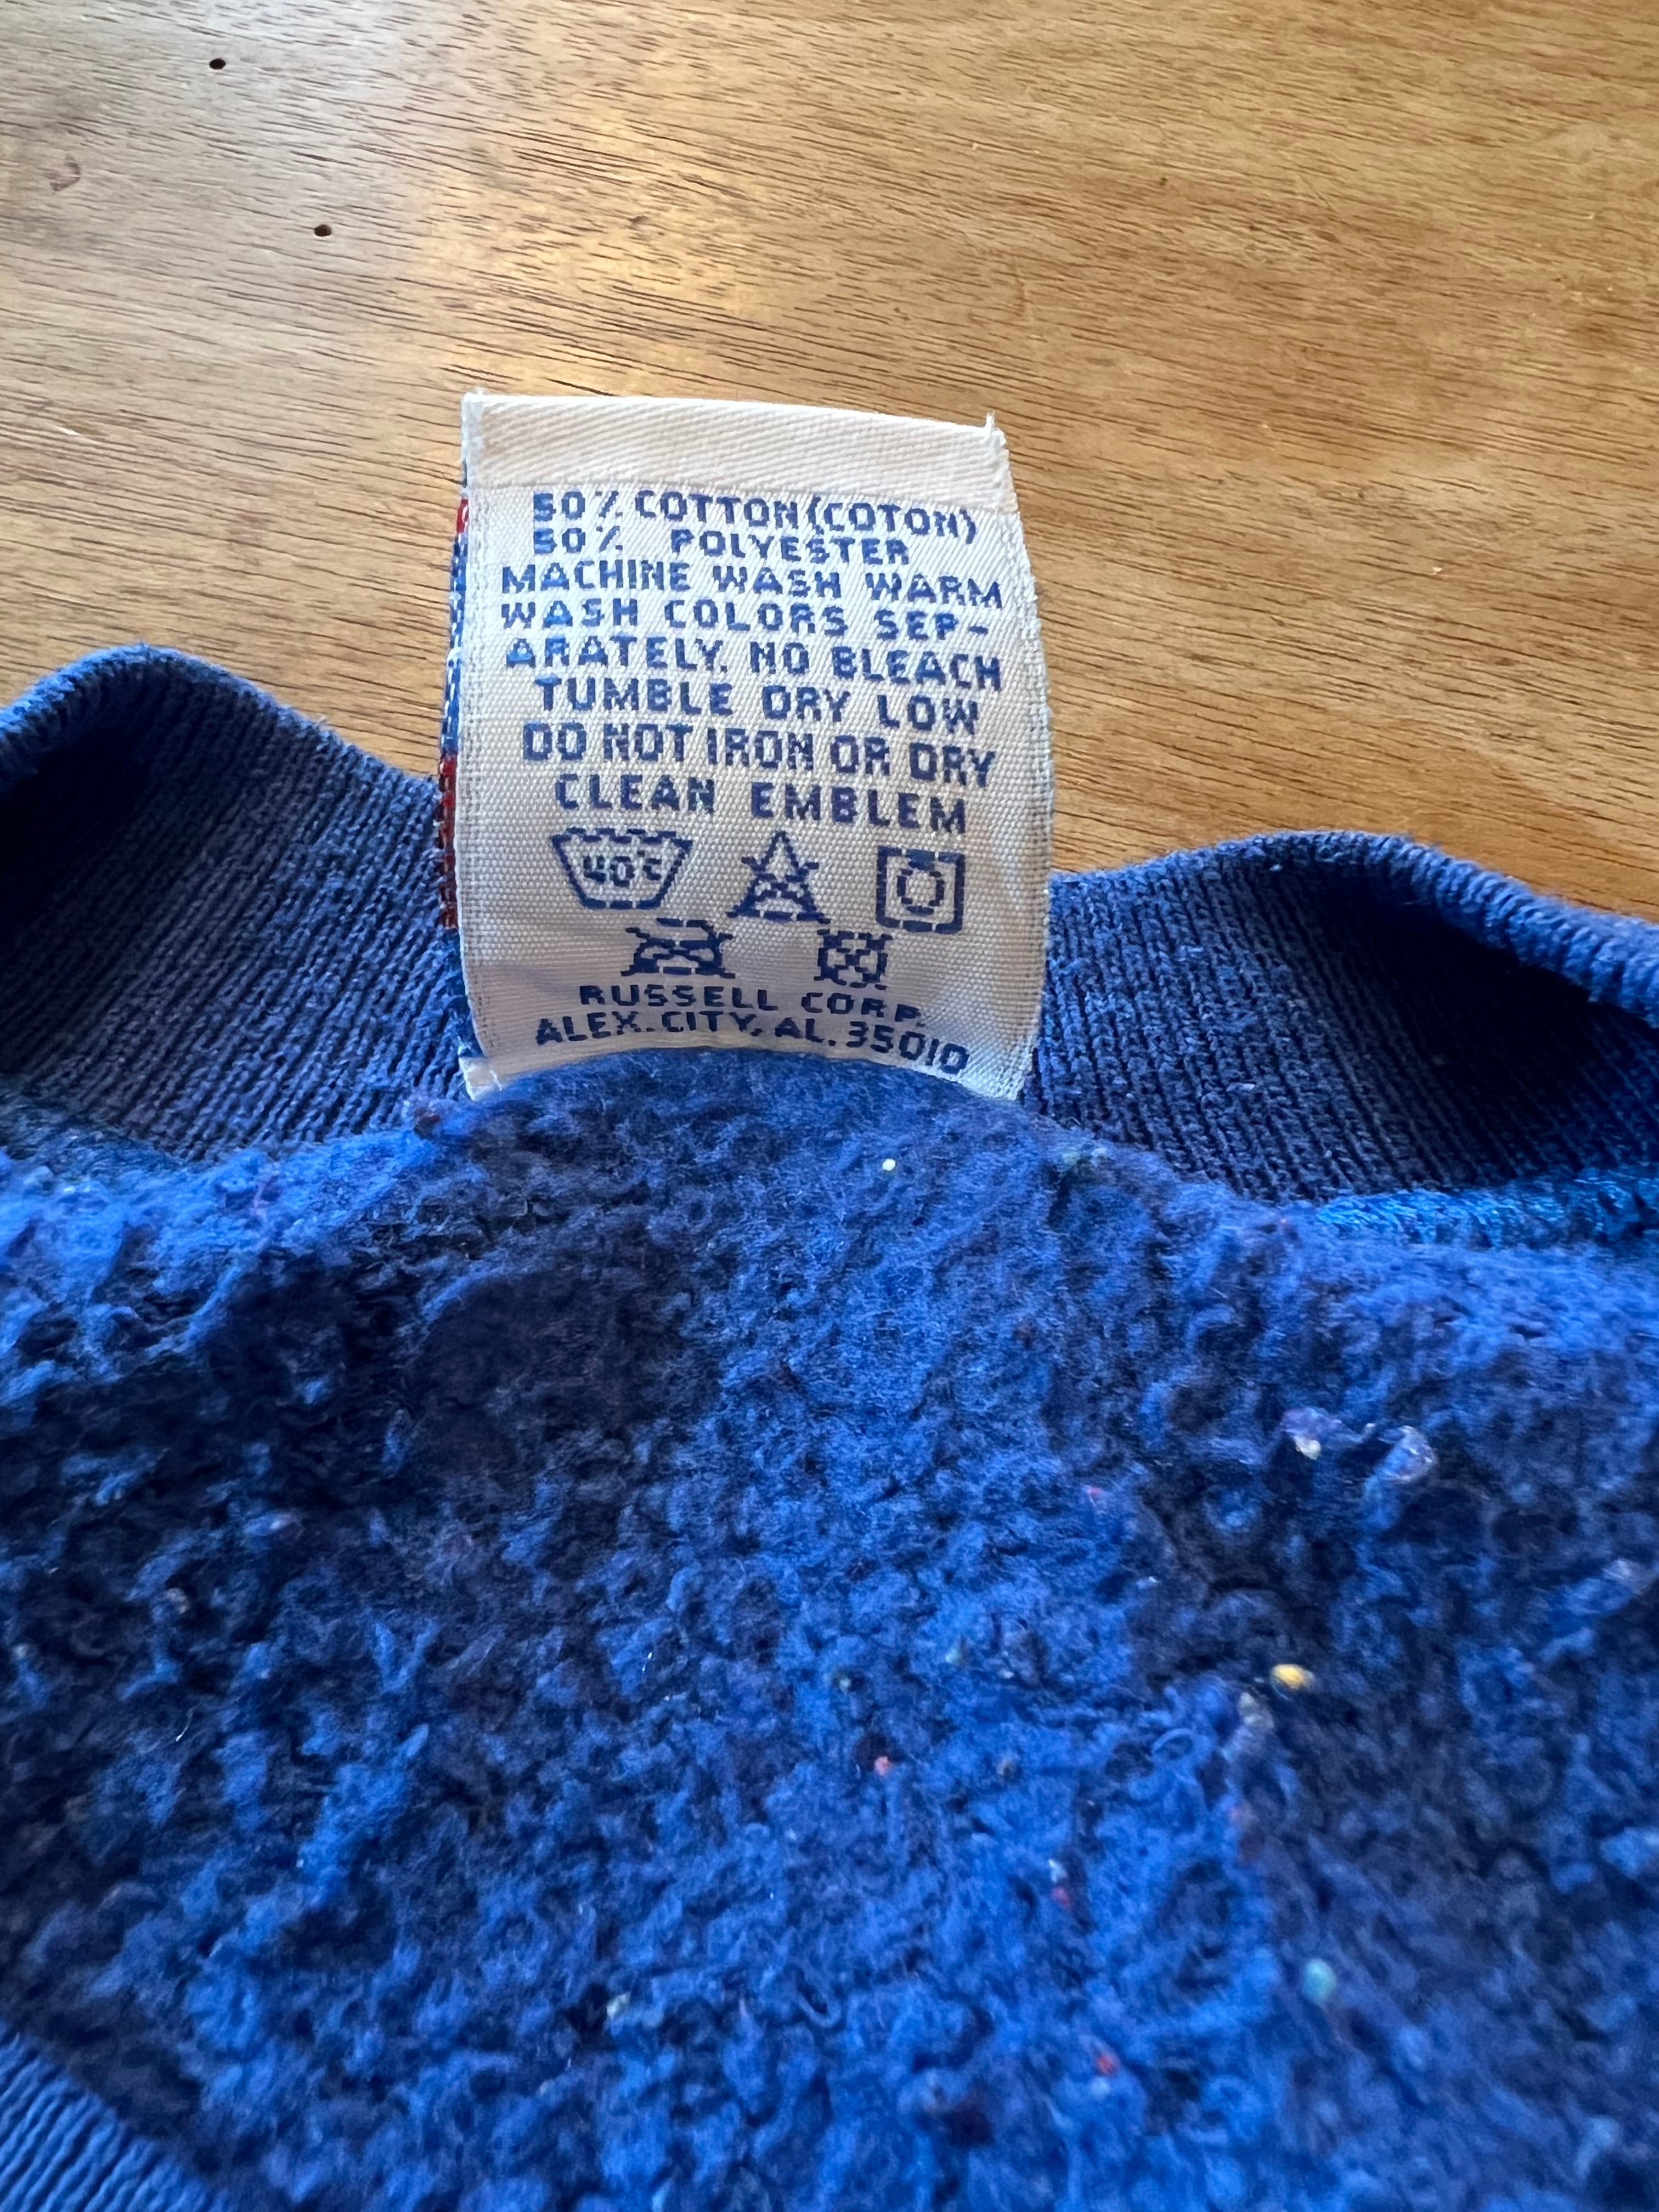 50% COTTON (COTON)
50% POLYESTER
MACHINE WASH WARM
WASH COLORS SEP-
ARATELY. NO BLEACH
TUMBLE DRY LOW
DO NOT IRON OR DRY
CLEAN EMBLEM
40°C
RUSSELL CORP.
ALEX. CITY, AL. 35010